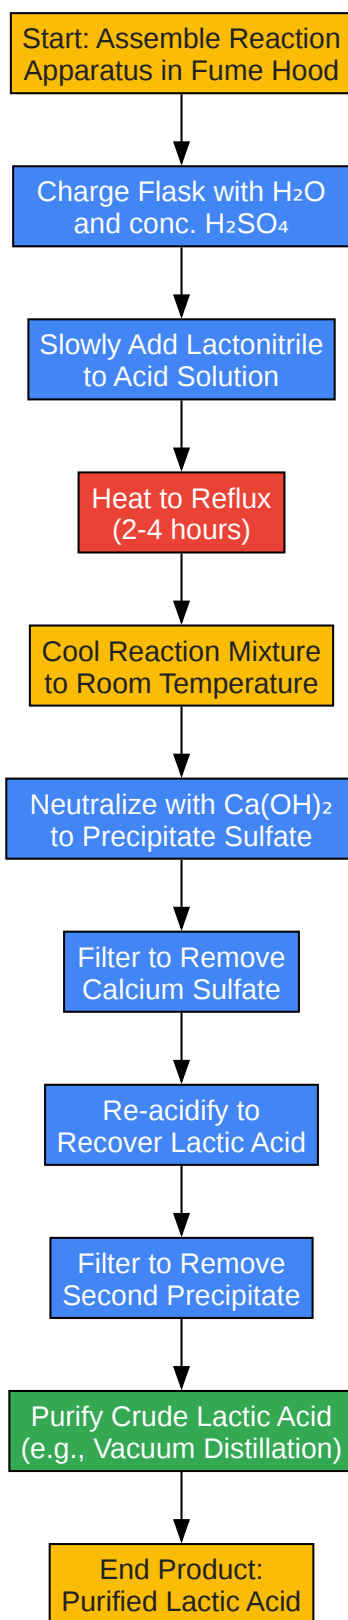 Start: Assemble Reaction
Apparatus in Fume Hood
Charge Flask with H₂O
and conc. H₂SO₄
Slowly Add Lactonitrile
to Acid Solution
Heat to Reflux
(2-4 hours)
Cool Reaction Mixture
to Room Temperature
Neutralize with Ca(OH)₂
to Precipitate Sulfate
Filter to Remove
Calcium Sulfate
Re-acidify to
Recover Lactic Acid
Filter to Remove
Second Precipitate
Purify Crude Lactic Acid
(e.g., Vacuum Distillation)
End Product:
Purified Lactic Acid